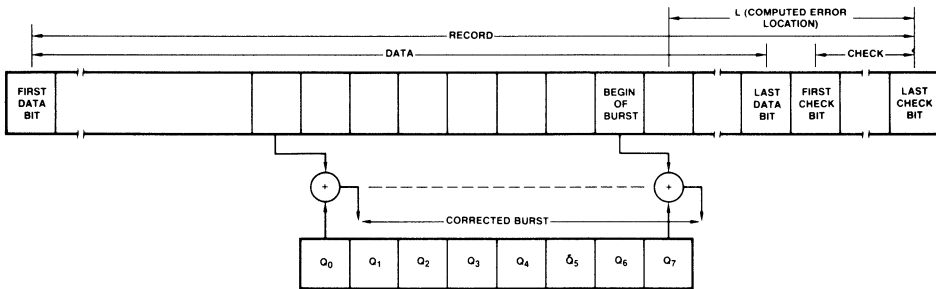 L (COMPUTED ERROR
LOCATION)
RECORD
DATA
CHECK
FIRST
DATA
BIT
BEGIN
OF
BURST
LAST
DATA
BIT
FIRST
CHECK
BIT
LAST
CHECK
BIT
+
+
CORRECTED BURST
Q0 Q1 Q2 Q3 Q4 Q5 Q6 Q7